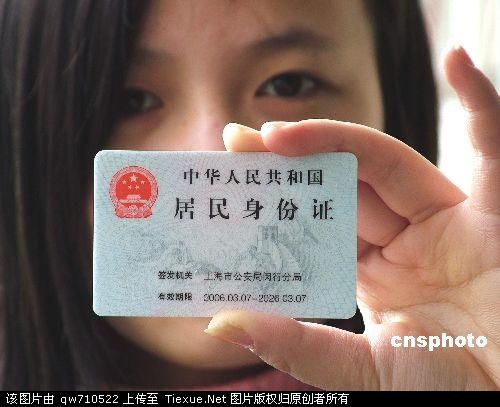 中华人民共和国
居民身份证
签发机关 上海市公安局闵行分局
有效期限 2006.03.07-2026.03.07
cnsphoto
该图片由 qw710522 上传至 Tiexue.Net 图片版权归原创者所有